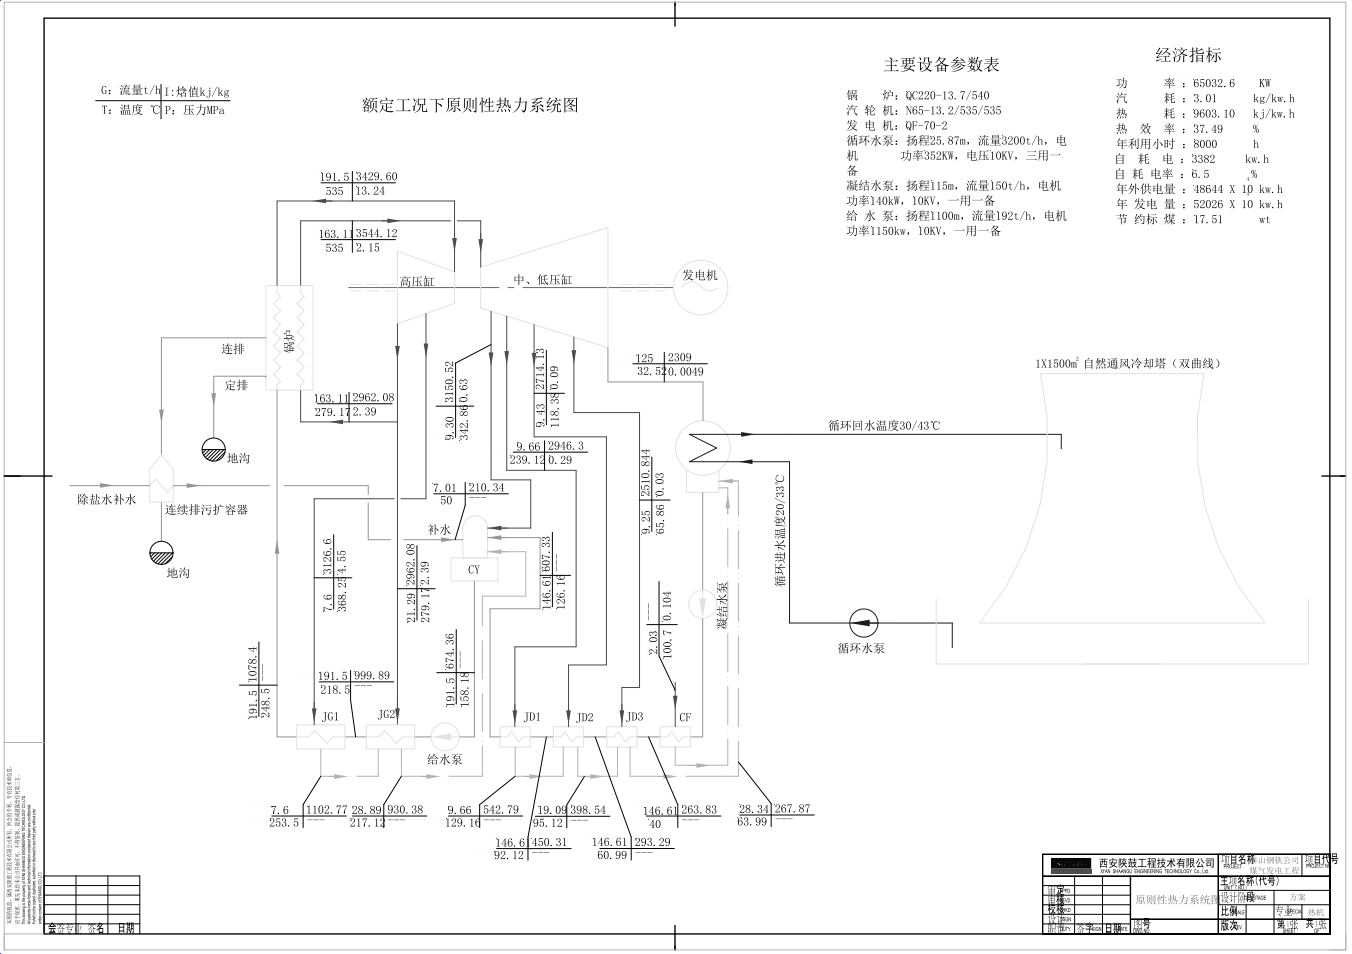 主要设备参数表
经济指标
G: 流量t/h I:焓值kj/kg
T: 温度 ℃ P: 压力MPa
额定工况下原则性热力系统图
锅 炉:QC220-13.7/540
汽 轮 机:N65-13.2/535/535
发 电 机:QF-70-2
循环水泵: 扬程25.87m, 流量3200t/h, 电
机 功率352KW, 电压10KV, 三用一
备
凝结水泵: 扬程115m, 流量150t/h, 电机
功率140kW, 10KV, 一用一备
给 水 泵: 扬程1100m, 流量192t/h, 电机
功率1150kw, 10KV, 一用一备
功 率 :65032.6 KW
汽 耗 :3.01 kg/kw.h
热 耗 :9603.10 kj/kw.h
热 效 率 :37.49 %
年利用小时 :8000 h
自 耗 电 :3382 kw.h
自 耗 电率 :6.5 %
年外供电量 :48644 X 10 kw.h
年 发 电 量 :52026 X 10 kw.h
节 约标 煤 :17.51 wt
191.5 3429.60
535 13.24
163.11 3544.12
535 2.15
高压缸
中、低压缸
发电机
锅炉
连排
定排
163.11 2962.08
279.17 2.39
9.30 3150.52
342.86 0.63
9.43 2714.13
118.38 0.09
125 2309
32.52 0.0049
1X1500m² 自然通风冷却塔（双曲线）
循环回水温度30/43℃
循环进水温度20/33℃
循环水泵
地沟
除盐水补水
连续排污扩容器
地沟
9.66 2946.3
239.12 0.29
7.01 210.34
50 ---
补水
CY
9.25 2510.844
65.86 0.03
7.6 3126.6
368.25 4.55
21.29 2962.08
279.17 2.39
146.61 607.33
126.16 ---
凝结水泵
2.03 ---
100.7 0.104
191.5 1078.4
248.5 ---
191.5 999.89
218.5 ---
191.5 674.36
158.18 ---
JG1
JG2
给水泵
JD1
JD2
JD3
CF
7.6 1102.77
253.5 ---
28.89 930.38
217.12 ---
9.66 542.79
129.16 ---
19.09 398.54
95.12 ---
146.61 263.83
40 ---
28.34 267.87
63.99 ---
146.61 450.31
92.12 ---
146.61 293.29
60.99 ---
西安陕鼓工程技术有限公司
XI'AN SHAANGU ENGINEERING TECHNOLOGY Co., Ltd.
项目名称
PROJECT
山钢铁公司
煤气发电工程
项目代号
主项名称(代号)
原则性热力系统图
设计阶段
方案
比例
专业
热机
版次
图号
第1张 共1张
会签专业 签名 日期
签字 日期